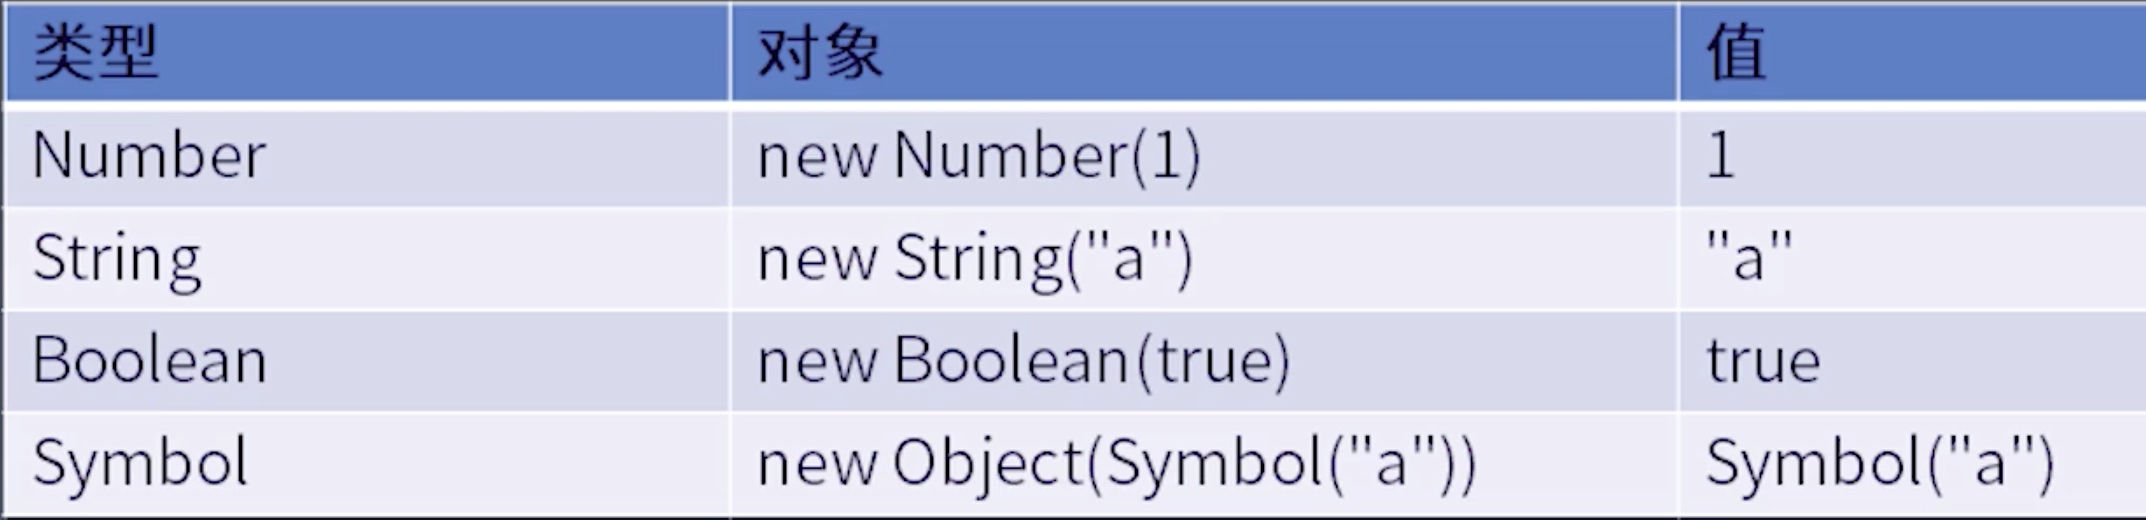 类型 对象 值
Number new Number(1) 1
String new String("a") "a"
Boolean new Boolean(true) true
Symbol new Object(Symbol("a")) Symbol("a")